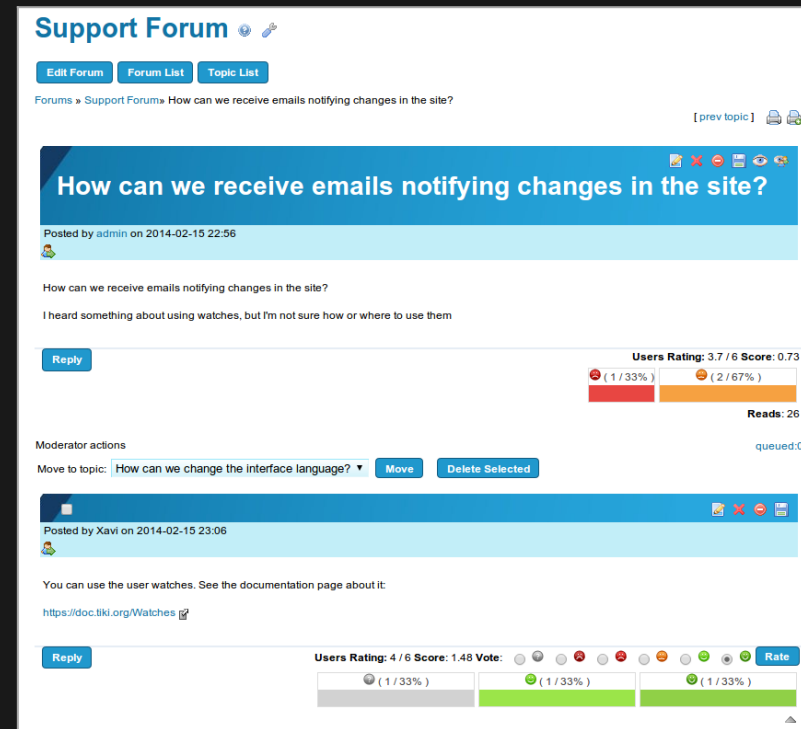 Support Forum
Edit Forum Forum List Topic List
Forums » Support Forum» How can we receive emails notifying changes in the site?
[ prev topic ]
How can we receive emails notifying changes in the site?
Posted by admin on 2014-02-15 22:56
How can we receive emails notifying changes in the site?
I heard something about using watches, but I'm not sure how or where to use them
Reply
Users Rating: 3.7 / 6 Score: 0.73
( 1 / 33% ) ( 2 / 67% )
Reads: 26
Moderator actions
queued:0
Move to topic: How can we change the interface language? Move Delete Selected
Posted by Xavi on 2014-02-15 23:06
You can use the user watches. See the documentation page about it:
https://doc.tiki.org/Watches
Reply Users Rating: 4 / 6 Score: 1.48 Vote: Rate
( 1 / 33% ) ( 1 / 33% ) ( 1 / 33% )